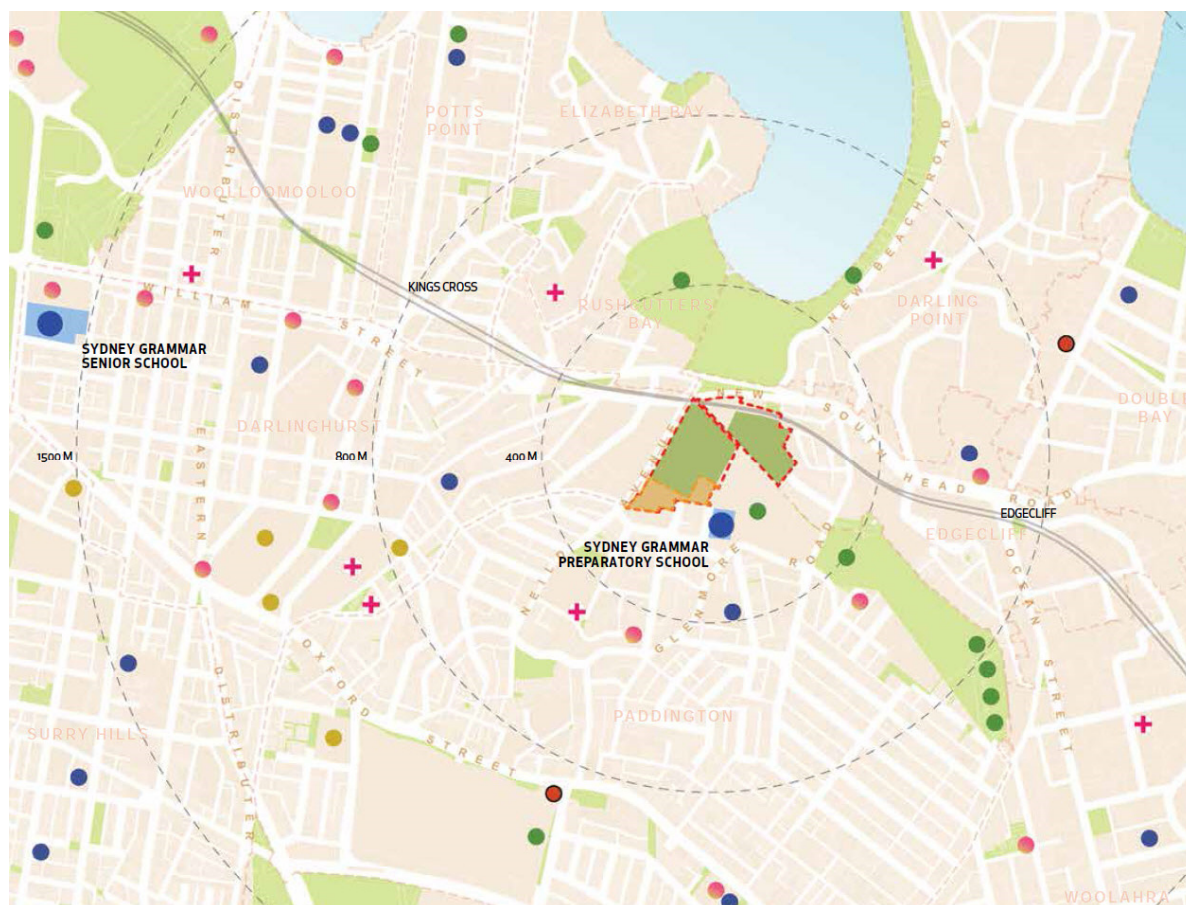 POTTS
POINT
ELIZABETH BAY
DISTRIBUTER
WOOLLOOMOOLOO
NEW BEACH ROAD
KINGS CROSS
RUSHCUTTERS
BAY
DARLING
POINT
WILLIAM STREET
SYDNEY GRAMMAR
SENIOR SCHOOL
DOUBLE
BAY
NEW SOUTH HEAD ROAD
DARLINGHURST
EASTERN
DISTRIBUTER
1500 M
800 M
400 M
NEILD AVENUE
EDGECLIFF
EDGECLIFF
SYDNEY GRAMMAR
PREPARATORY SCHOOL
GLENMORE ROAD
OCEAN STREET
OXFORD STREET
PADDINGTON
SURRY HILLS
WOOLAHRA